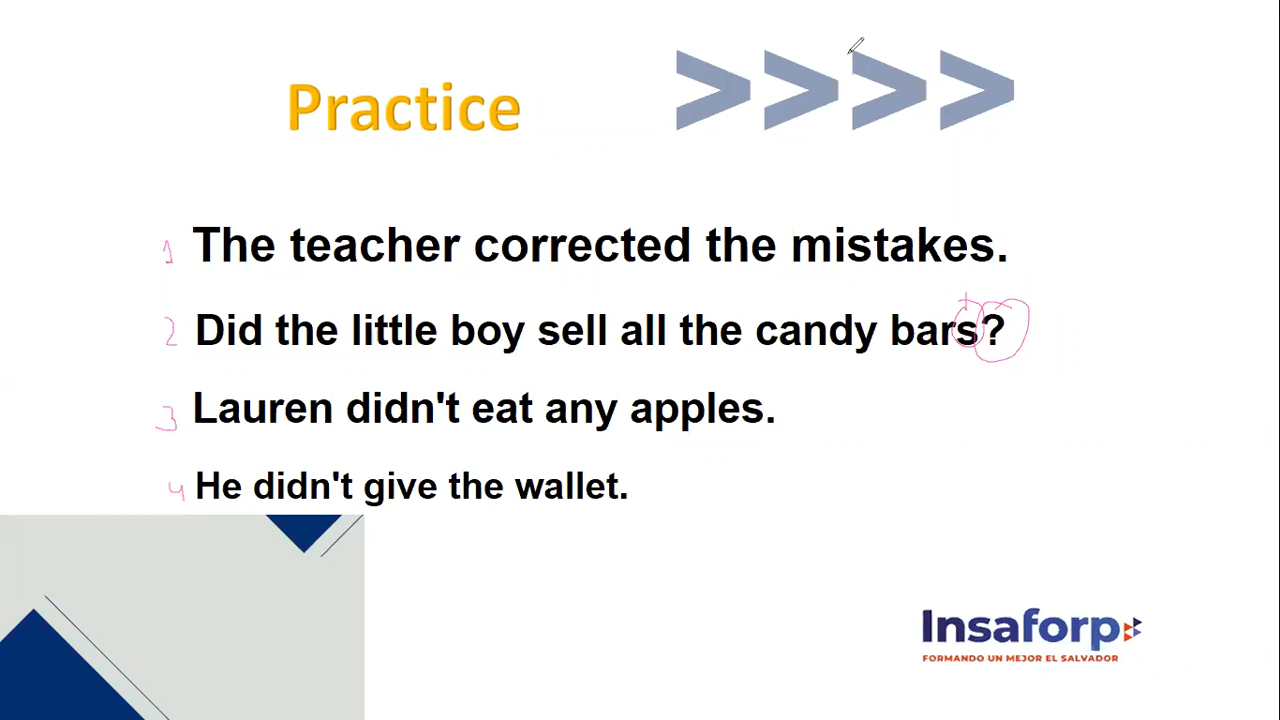 Practice
>>>>
1 The teacher corrected the mistakes.
2 Did the little boy sell all the candy bars?
3 Lauren didn't eat any apples.
4 He didn't give the wallet.
Insaforp
FORMANDO UN MEJOR EL SALVADOR